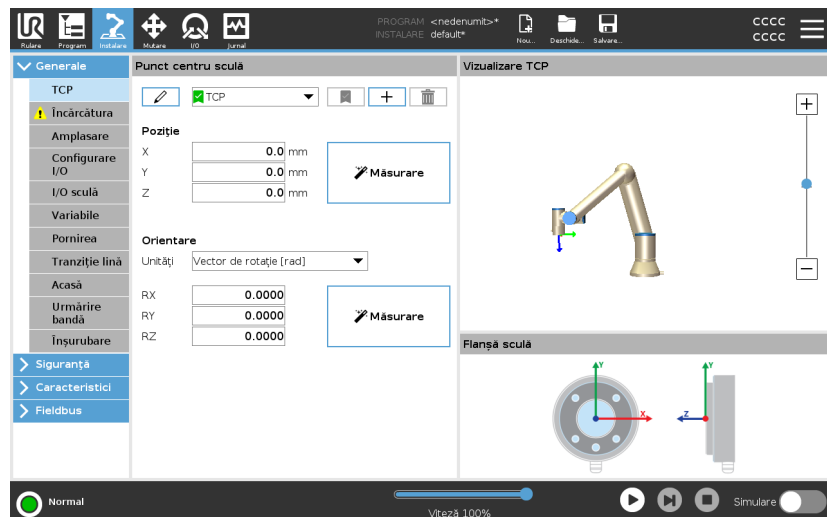 UR
Rulare
Program
Instalare
Mutare
I/O
Jurnal
PROGRAM <nedenumit>*
INSTALARE default*
Nou...
Deschide...
Salvare...
cccc
cccc
Generale
TCP
Încărcătura
Amplasare
Configurare
I/O
I/O sculă
Variabile
Pornirea
Tranziție lină
Acasă
Urmărire
bandă
Înșurubare
Siguranță
Caracteristici
Fieldbus
Punct centru sculă
TCP
Poziție
X 0.0 mm
Y 0.0 mm
Z 0.0 mm
Măsurare
Orientare
Unități Vector de rotație [rad]
RX 0.0000
RY 0.0000
RZ 0.0000
Măsurare
Vizualizare TCP
Flanșă sculă
Y
X
Y
Z
Normal
Viteză 100%
Simulare